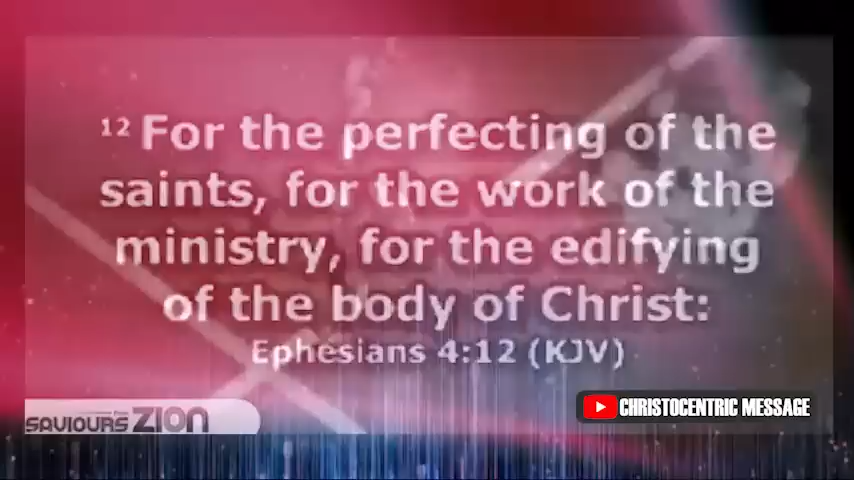 12 For the perfecting of the
saints, for the work of the
ministry, for the edifying
of the body of Christ:
Ephesians 4:12 (KJV)
SAVIOURS ZION
CHRISTOCENTRIC MESSAGE